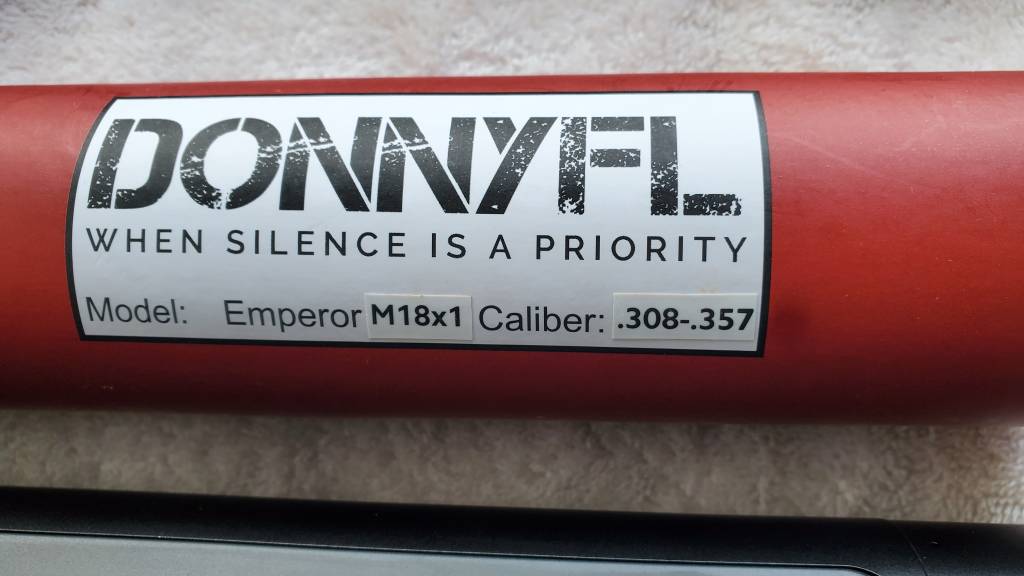 DONNYFL
WHEN SILENCE IS A PRIORITY
Model: Emperor M18x1 Caliber: .308-.357